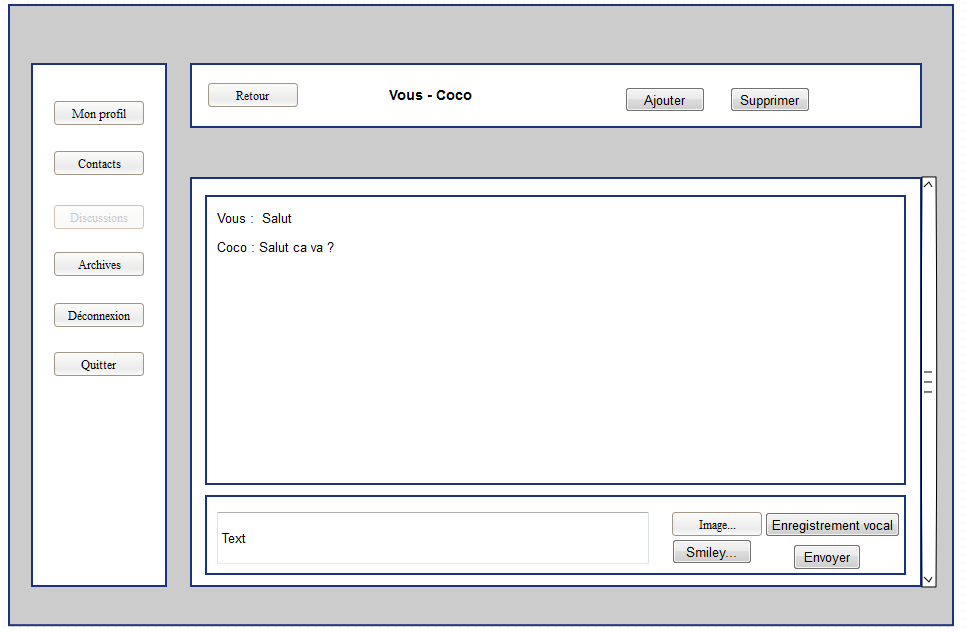 Mon profil
Contacts
Discussions
Archives
Déconnexion
Quitter
Retour
Vous - Coco
Ajouter
Supprimer
Vous :  Salut
Coco : Salut ca va ?
Text
Image...
Enregistrement vocal
Smiley...
Envoyer